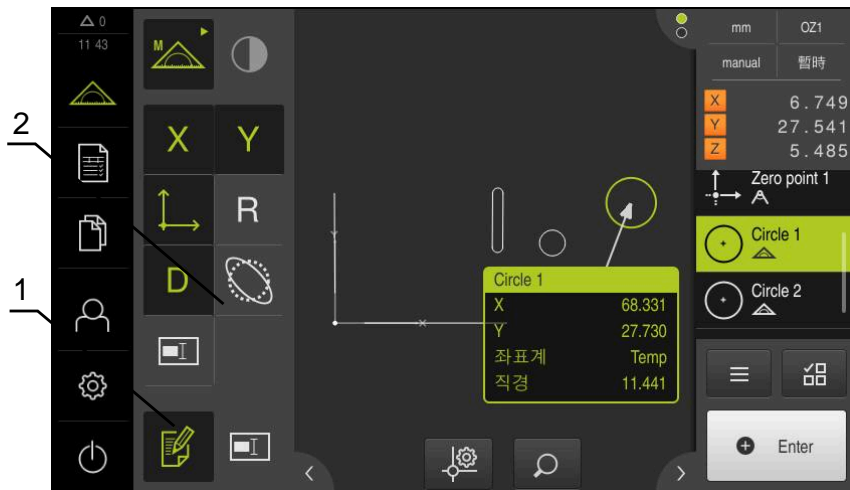 0
11 43
M
X
Y
R
D
2
1
Circle 1
X 68.331
Y 27.730
좌표계 Temp
직경 11.441
mm OZ1
manual 暫時
X 6.749
Y 27.541
Z 5.485
Zero point 1
Circle 1
Circle 2
Enter